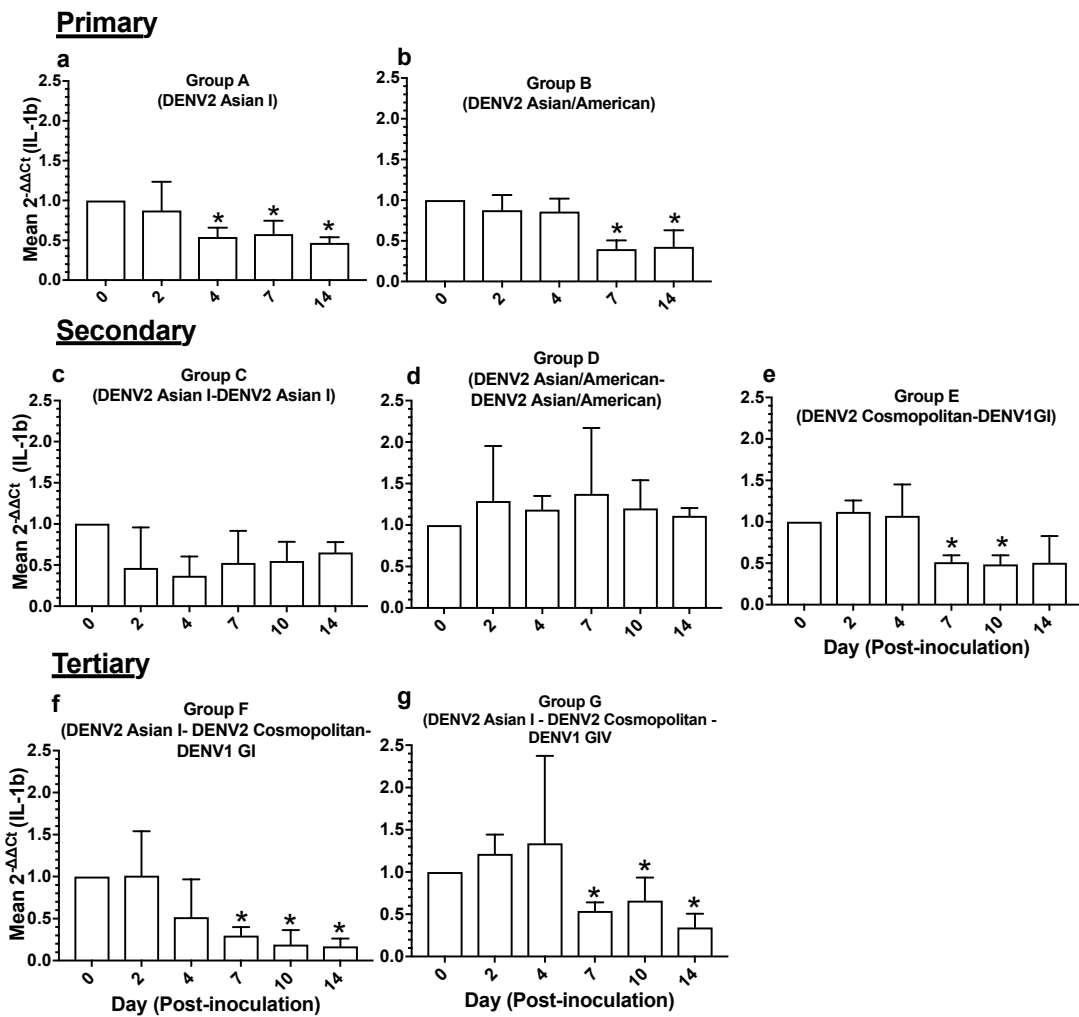 Primary
a
Group A
(DENV2 Asian I)
Mean 2-ΔΔCt (IL-1b)
2.5
2.0
1.5
1.0
0.5
0.0
* * *
0 2 4 7 14
b
Group B
(DENV2 Asian/American)
2.5
2.0
1.5
1.0
0.5
0.0
* *
0 2 4 7 14
Secondary
c
Group C
(DENV2 Asian I-DENV2 Asian I)
Mean 2-ΔΔCt (IL-1b)
2.5
2.0
1.5
1.0
0.5
0.0
0 2 4 7 10 14
d
Group D
(DENV2 Asian/American-
DENV2 Asian/American)
2.5
2.0
1.5
1.0
0.5
0.0
0 2 4 7 10 14
e
Group E
(DENV2 Cosmopolitan-DENV1GI)
2.5
2.0
1.5
1.0
0.5
0.0
* *
0 2 4 7 10 14
Day (Post-inoculation)
Tertiary
f
Group F
(DENV2 Asian I- DENV2 Cosmopolitan-
DENV1 GI
Mean 2-ΔΔCt (IL-1b)
2.5
2.0
1.5
1.0
0.5
0.0
* * *
0 2 4 7 10 14
Day (Post-inoculation)
g
Group G
(DENV2 Asian I - DENV2 Cosmopolitan -
DENV1 GIV
2.5
2.0
1.5
1.0
0.5
0.0
* * *
0 2 4 7 10 14
Day (Post-inoculation)